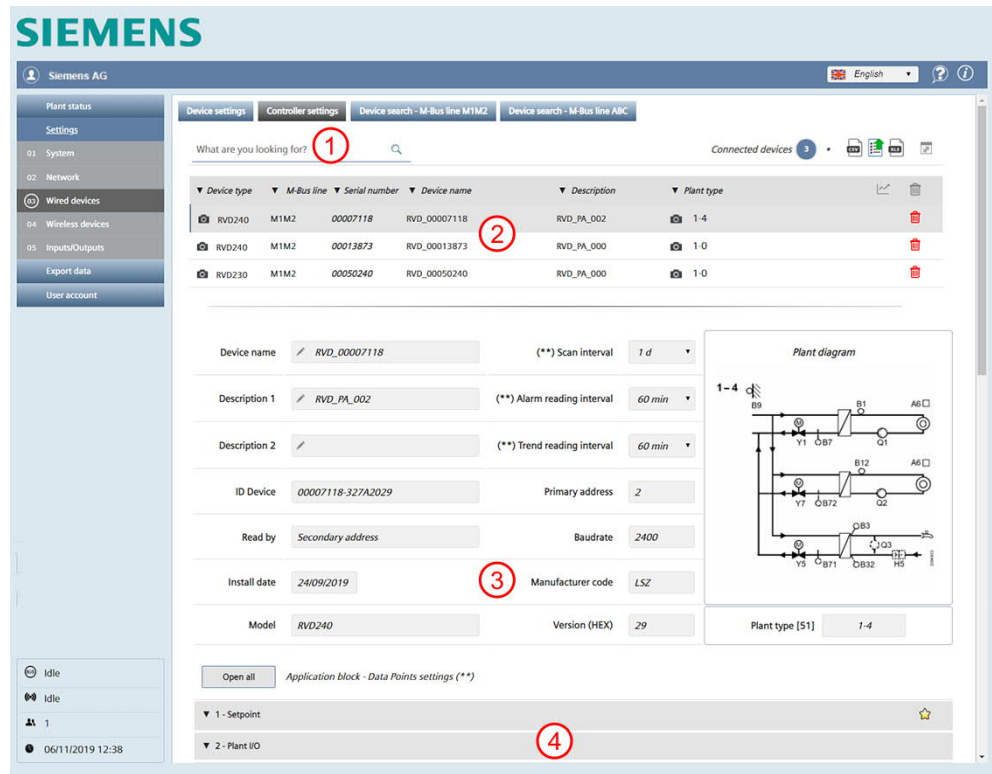 SIEMENS
Siemens AG
English
Plant status
Settings
01 System
02 Network
03 Wired devices
04 Wireless devices
05 Inputs/Outputs
Export data
User account
Device settings Controller settings Device search - M-Bus line M1M2 Device search - M-Bus line ABC
What are you looking for? 1
Connected devices 3 • CSV XLS
▼ Device type ▼ M-Bus line ▼ Serial number ▼ Device name ▼ Description ▼ Plant type
RVD240 M1M2 00007118 RVD_00007118 RVD_PA_002 1-4
2
RVD240 M1M2 00013873 RVD_00013873 RVD_PA_000 1-0
RVD230 M1M2 00050240 RVD_00050240 RVD_PA_000 1-0
Device name RVD_00007118 (**) Scan interval 1 d
Description 1 RVD_PA_002 (**) Alarm reading interval 60 min
Description 2 (**) Trend reading interval 60 min
ID Device 00007118-327A2029 Primary address 2
Read by Secondary address Baudrate 2400
Install date 24/09/2019 3 Manufacturer code LSZ
Model RVD240 Version (HEX) 29
Plant diagram
1-4
B9 B1 A6
M
Y1 B7 Q1
B12 A6
M
Y7 B72 Q2
B3
M Q3
Y5 B71 B32 H5
Plant type [51] 1-4
Open all Application block - Data Points settings (**)
▼ 1 - Setpoint
▼ 2 - Plant I/O
4
BUS Idle
Idle
1
06/11/2019 12:38